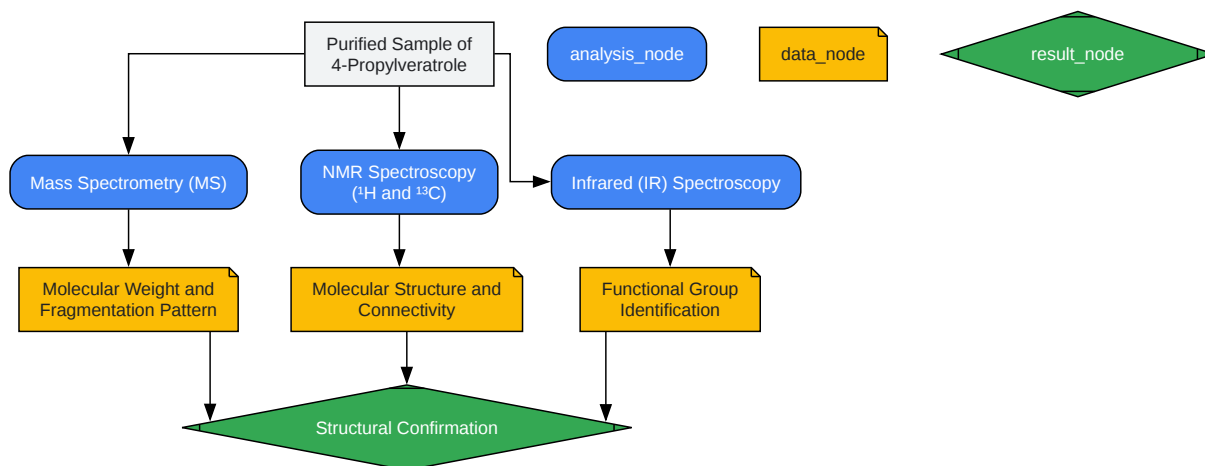 Purified Sample of
4-Propylveratrole
analysis_node
data_node
result_node
Mass Spectrometry (MS)
NMR Spectroscopy
(¹H and ¹³C)
Infrared (IR) Spectroscopy
Molecular Weight and
Fragmentation Pattern
Molecular Structure and
Connectivity
Functional Group
Identification
Structural Confirmation